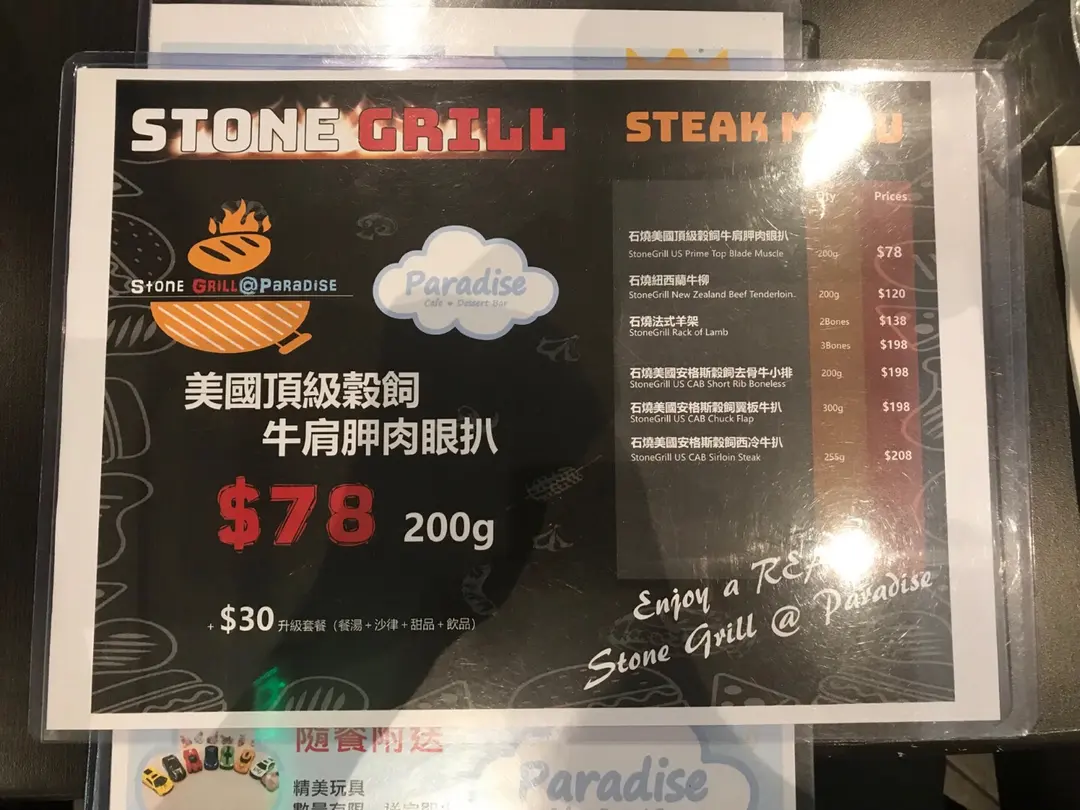 STONE GRILL
STONE GRILL@PARADISE
Paradise
Cafe Dessert Bar
美國頂級穀飼
牛肩胛肉眼扒
$78 200g
+ $30 升級套餐（餐湯+沙律+甜品+飲品）
STEAK
Prices
石燒美國頂級穀飼牛肩胛肉眼扒
StoneGrill US Prime Top Blade Muscle 200g $78
石燒紐西蘭牛柳
StoneGrill New Zealand Beef Tenderloin. 200g $120
石燒法式羊架 2Bones $138
StoneGrill Rack of Lamb
3Bones $198
石燒美國安格斯穀飼去骨牛小排 200g $198
StoneGrill US CAB Short Rib Boneless
石燒美國安格斯穀飼翼板牛扒 300g $198
StoneGrill US CAB Chuck Flap
石燒美國安格斯穀飼西冷牛扒
StoneGrill US CAB Sirloin Steak 255g $208
Enjoy a
Stone Grill @ Paradise
隨餐附送
精美玩具
數量有限
Paradise